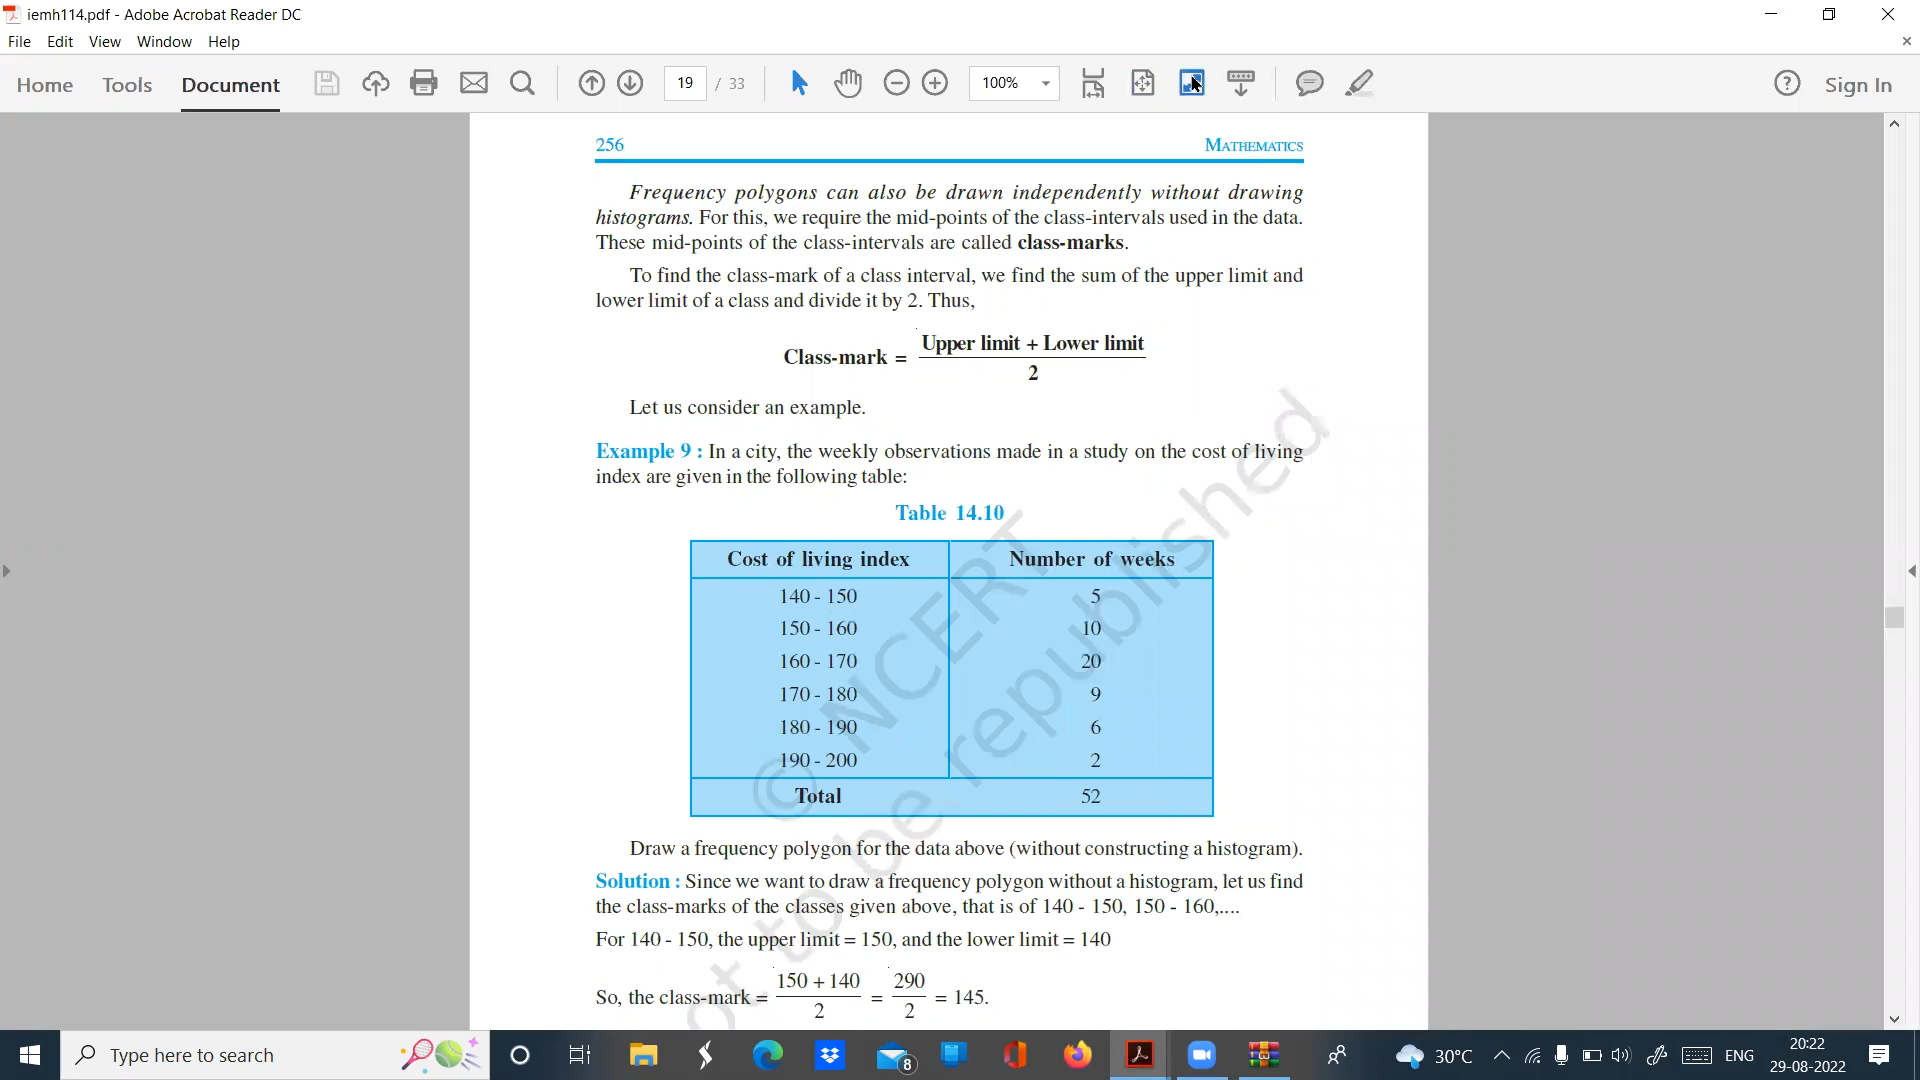 iemh114.pdf - Adobe Acrobat Reader DC
File Edit View Window Help
Home Tools Document 19 / 33 100% Sign In
256 MATHEMATICS
Frequency polygons can also be drawn independently without drawing
histograms. For this, we require the mid-points of the class-intervals used in the data.
These mid-points of the class-intervals are called class-marks.
To find the class-mark of a class interval, we find the sum of the upper limit and
lower limit of a class and divide it by 2. Thus,
Class-mark = Upper limit + Lower limit
2
Let us consider an example.
Example 9 : In a city, the weekly observations made in a study on the cost of living
index are given in the following table:
Table 14.10
Cost of living index Number of weeks
140 - 150 5
150 - 160 10
160 - 170 20
170 - 180 9
180 - 190 6
190 - 200 2
Total 52
© NCERT
not to be republished
Draw a frequency polygon for the data above (without constructing a histogram).
Solution : Since we want to draw a frequency polygon without a histogram, let us find
the class-marks of the classes given above, that is of 140 - 150, 150 - 160,....
For 140 - 150, the upper limit = 150, and the lower limit = 140
So, the class-mark = 150 + 140 = 290 = 145.
2 2
Type here to search 8 30°C ENG 20:22
29-08-2022